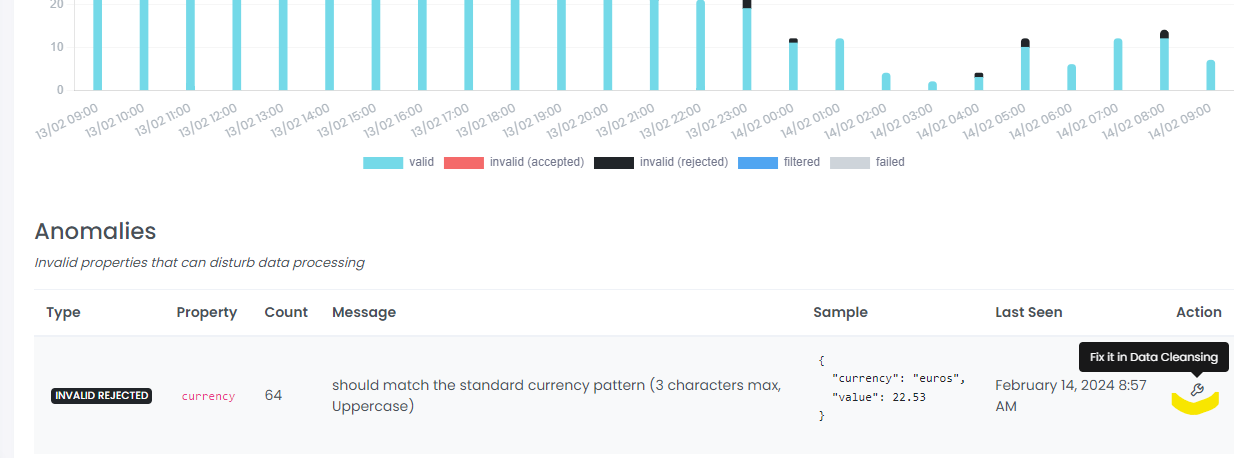 20
10
0
13/02 09:00 13/02 10:00 13/02 11:00 13/02 12:00 13/02 13:00 13/02 14:00 13/02 15:00 13/02 16:00 13/02 17:00 13/02 18:00 13/02 19:00 13/02 20:00 13/02 21:00 13/02 22:00 13/02 23:00 14/02 00:00 14/02 01:00 14/02 02:00 14/02 03:00 14/02 04:00 14/02 05:00 14/02 06:00 14/02 07:00 14/02 08:00 14/02 09:00
valid invalid (accepted) invalid (rejected) filtered failed
Anomalies
Invalid properties that can disturb data processing
Type Property Count Message Sample Last Seen Action
Fix it in Data Cleansing
INVALID REJECTED currency 64
should match the standard currency pattern (3 characters max,
Uppercase)
{
"currency": "euros",
"value": 22.53
}
February 14, 2024 8:57
AM